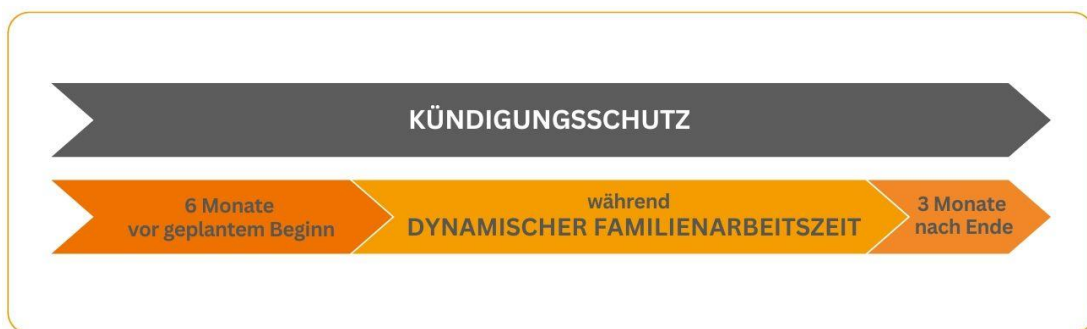 KÜNDIGUNGSSCHUTZ
6 Monate
vor geplantem Beginn
während
DYNAMISCHER FAMILIENARBEITSZEIT
3 Monate
nach Ende